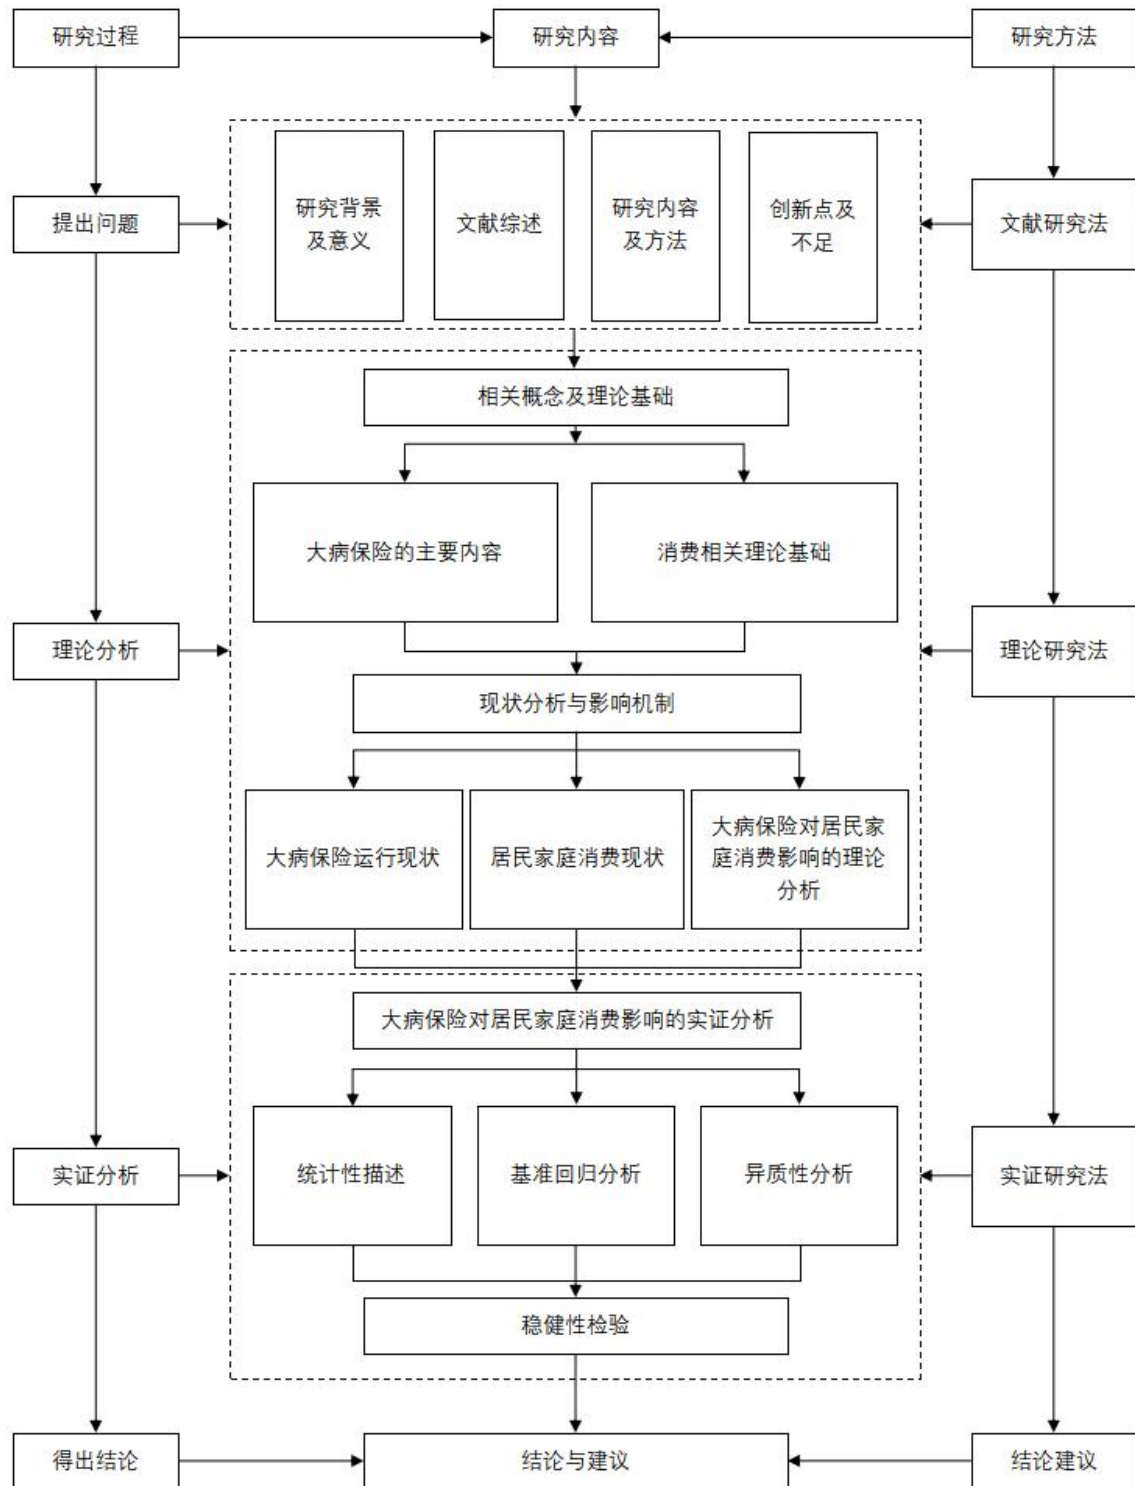 研究过程
研究内容
研究方法
提出问题
研究背景
及意义
文献综述
研究内容
及方法
创新点及
不足
文献研究法
相关概念及理论基础
大病保险的主要内容
消费相关理论基础
理论分析
理论研究法
现状分析与影响机制
大病保险运行现状
居民家庭消费现状
大病保险对居民家
庭消费影响的理论
分析
大病保险对居民家庭消费影响的实证分析
实证分析
统计性描述
基准回归分析
异质性分析
实证研究法
稳健性检验
得出结论
结论与建议
结论建议